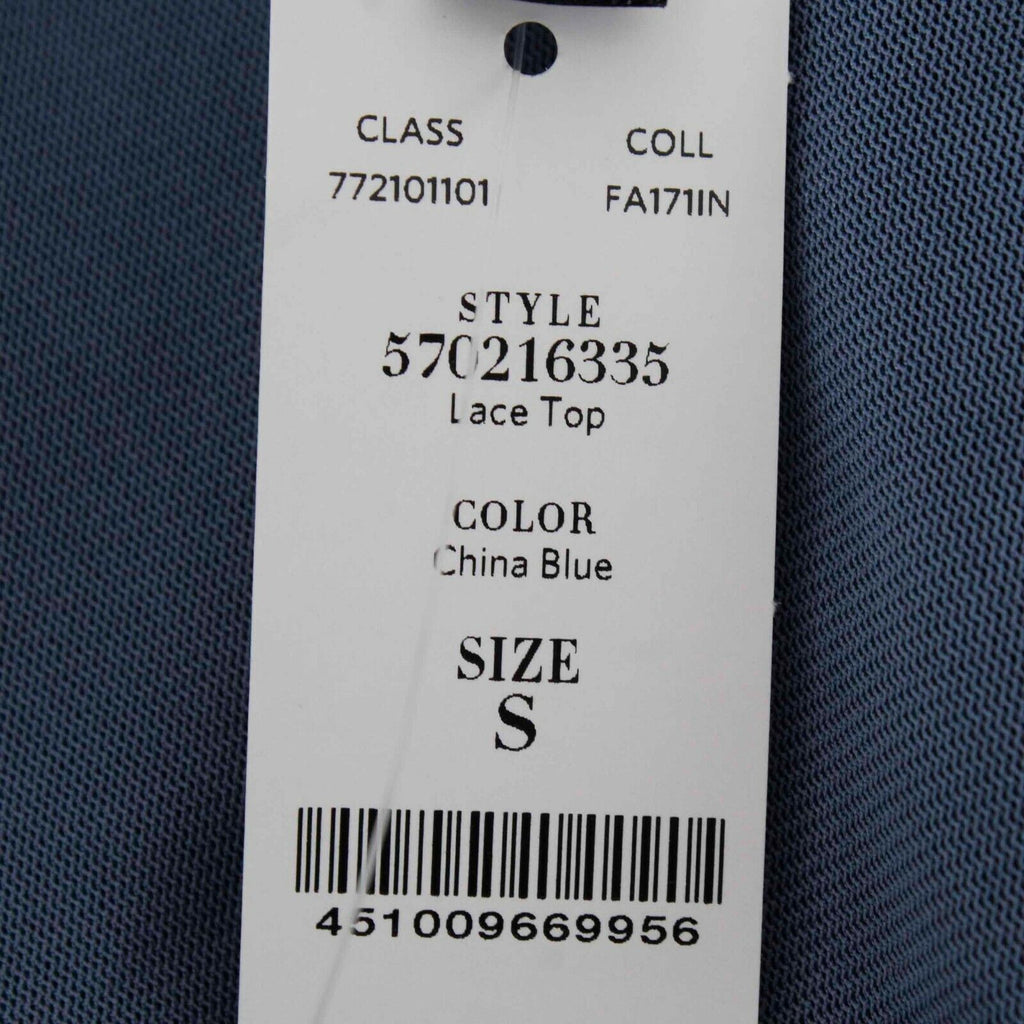 CLASS
COLL
772101101
FA171IN
STYLE
570216335
Lace Top
COLOR
China Blue
SIZE
S
451009669956